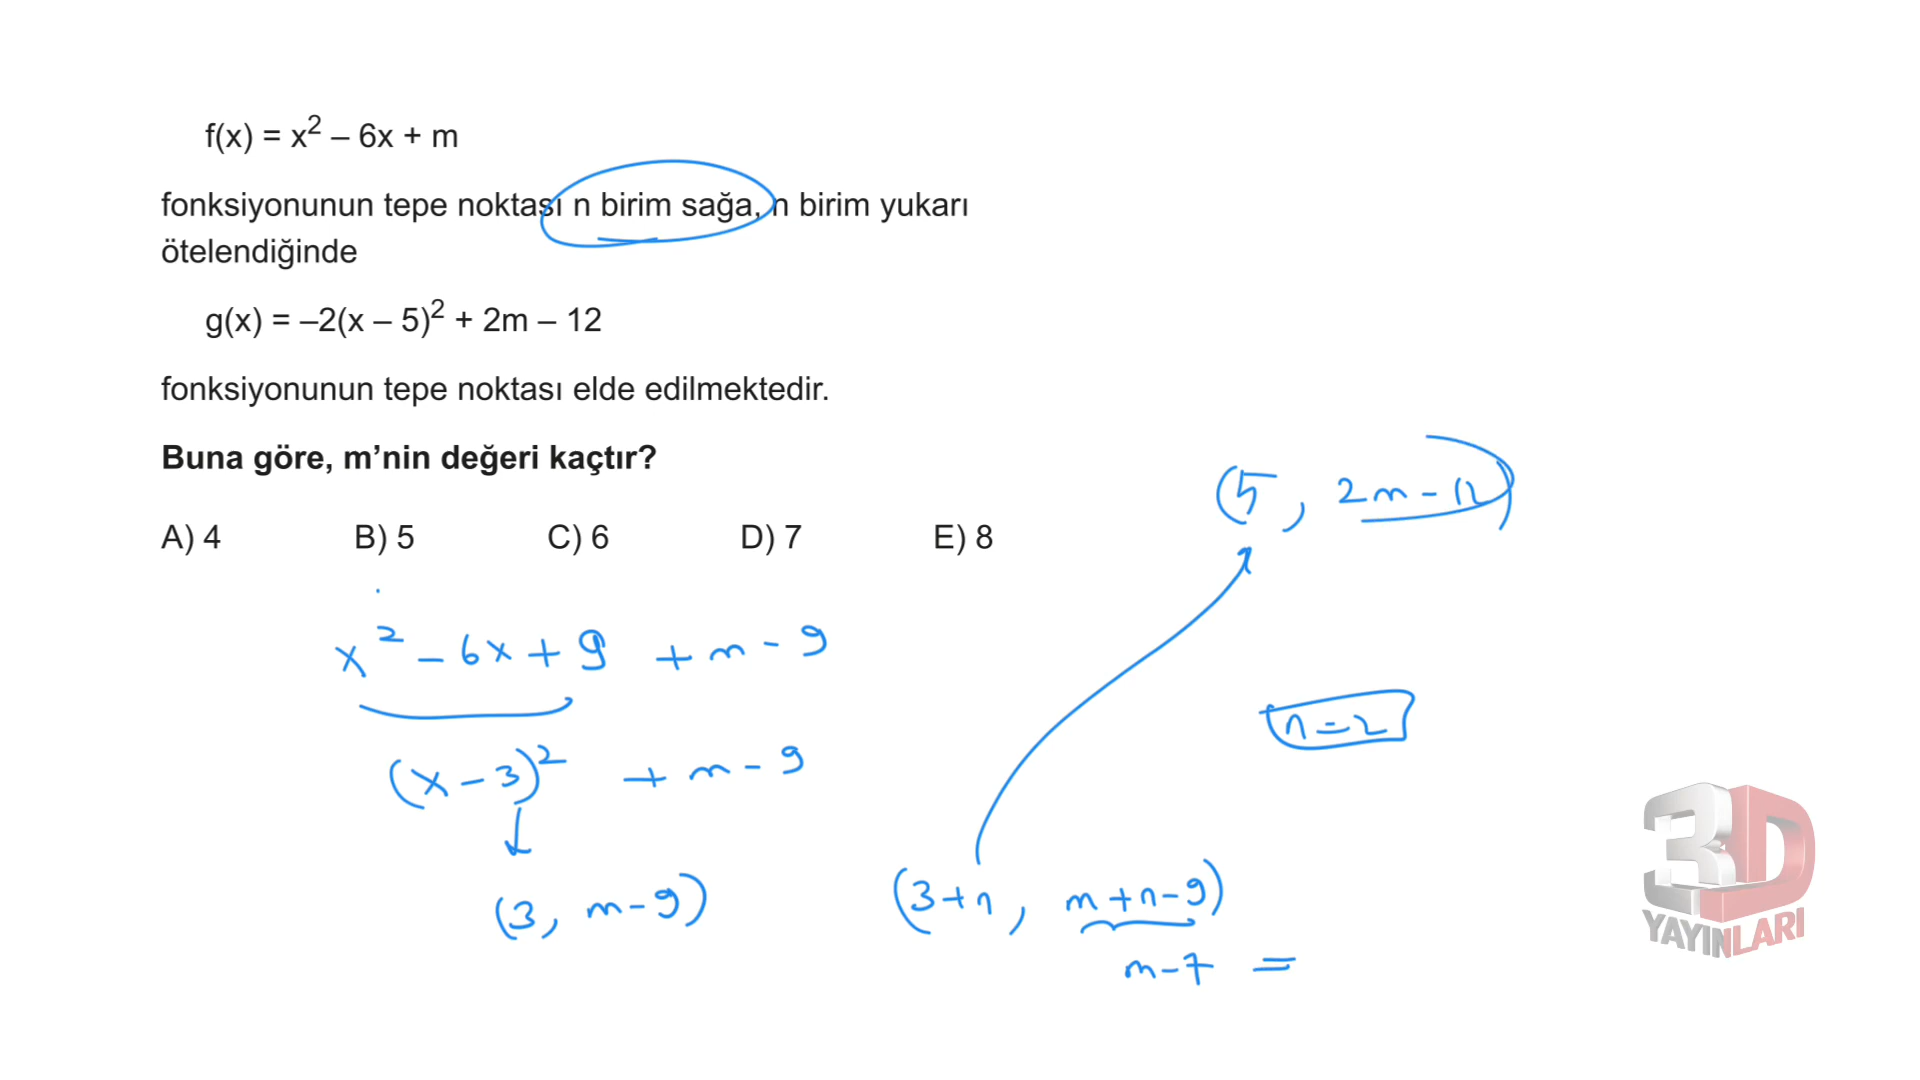 f(x) = x² – 6x + m
fonksiyonunun tepe noktası n birim sağa, n birim yukarı
ötelendiğinde
g(x) = –2(x – 5)² + 2m – 12
fonksiyonunun tepe noktası elde edilmektedir.
Buna göre, m’nin değeri kaçtır?
A) 4 B) 5 C) 6 D) 7 E) 8
(5, 2m - 12)
x² - 6x + 9 + m - 9
n = 2
(x - 3)² + m - 9
(3, m - 9) (3 + n, m + n - 9)
m - 7 =
3D
YAYINLARI